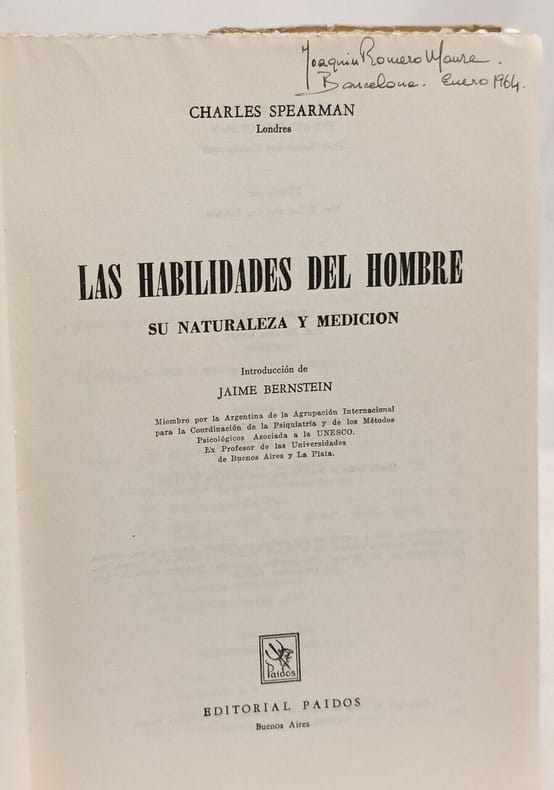 Joaquin Romero Maura.
Barcelona. Enero 1964.
CHARLES SPEARMAN
Londres
LAS HABILIDADES DEL HOMBRE
SU NATURALEZA Y MEDICION
Introducción de
JAIME BERNSTEIN
Miembro por la Argentina de la Agrupación Internacional
para la Coordinación de la Psiquiatría y de los Métodos
Psicológicos Asociada a la UNESCO.
Ex Profesor de las Universidades
de Buenos Aires y La Plata.
Paidos
EDITORIAL PAIDOS
Buenos Aires